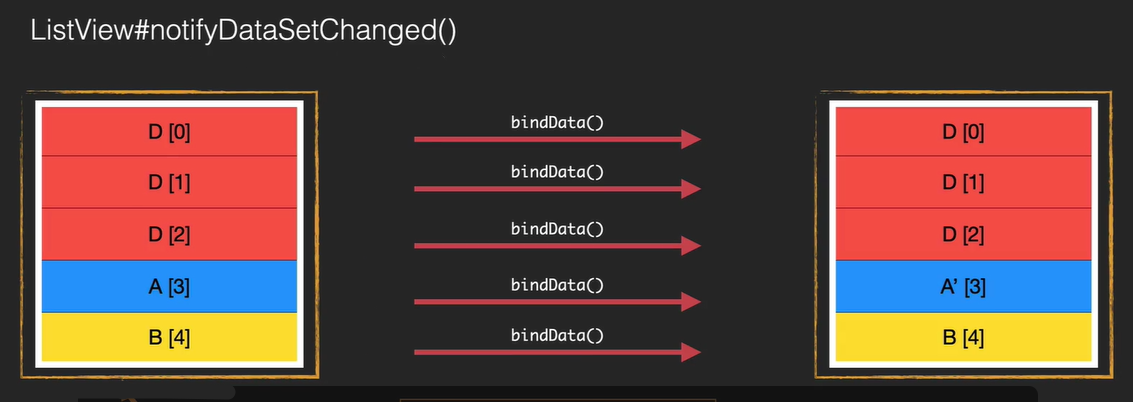 ListView#notifyDataSetChanged()
D [0]
bindData()
D [0]
D [1]
bindData()
D [1]
D [2]
bindData()
D [2]
A [3]
bindData()
A’ [3]
B [4]
bindData()
B [4]